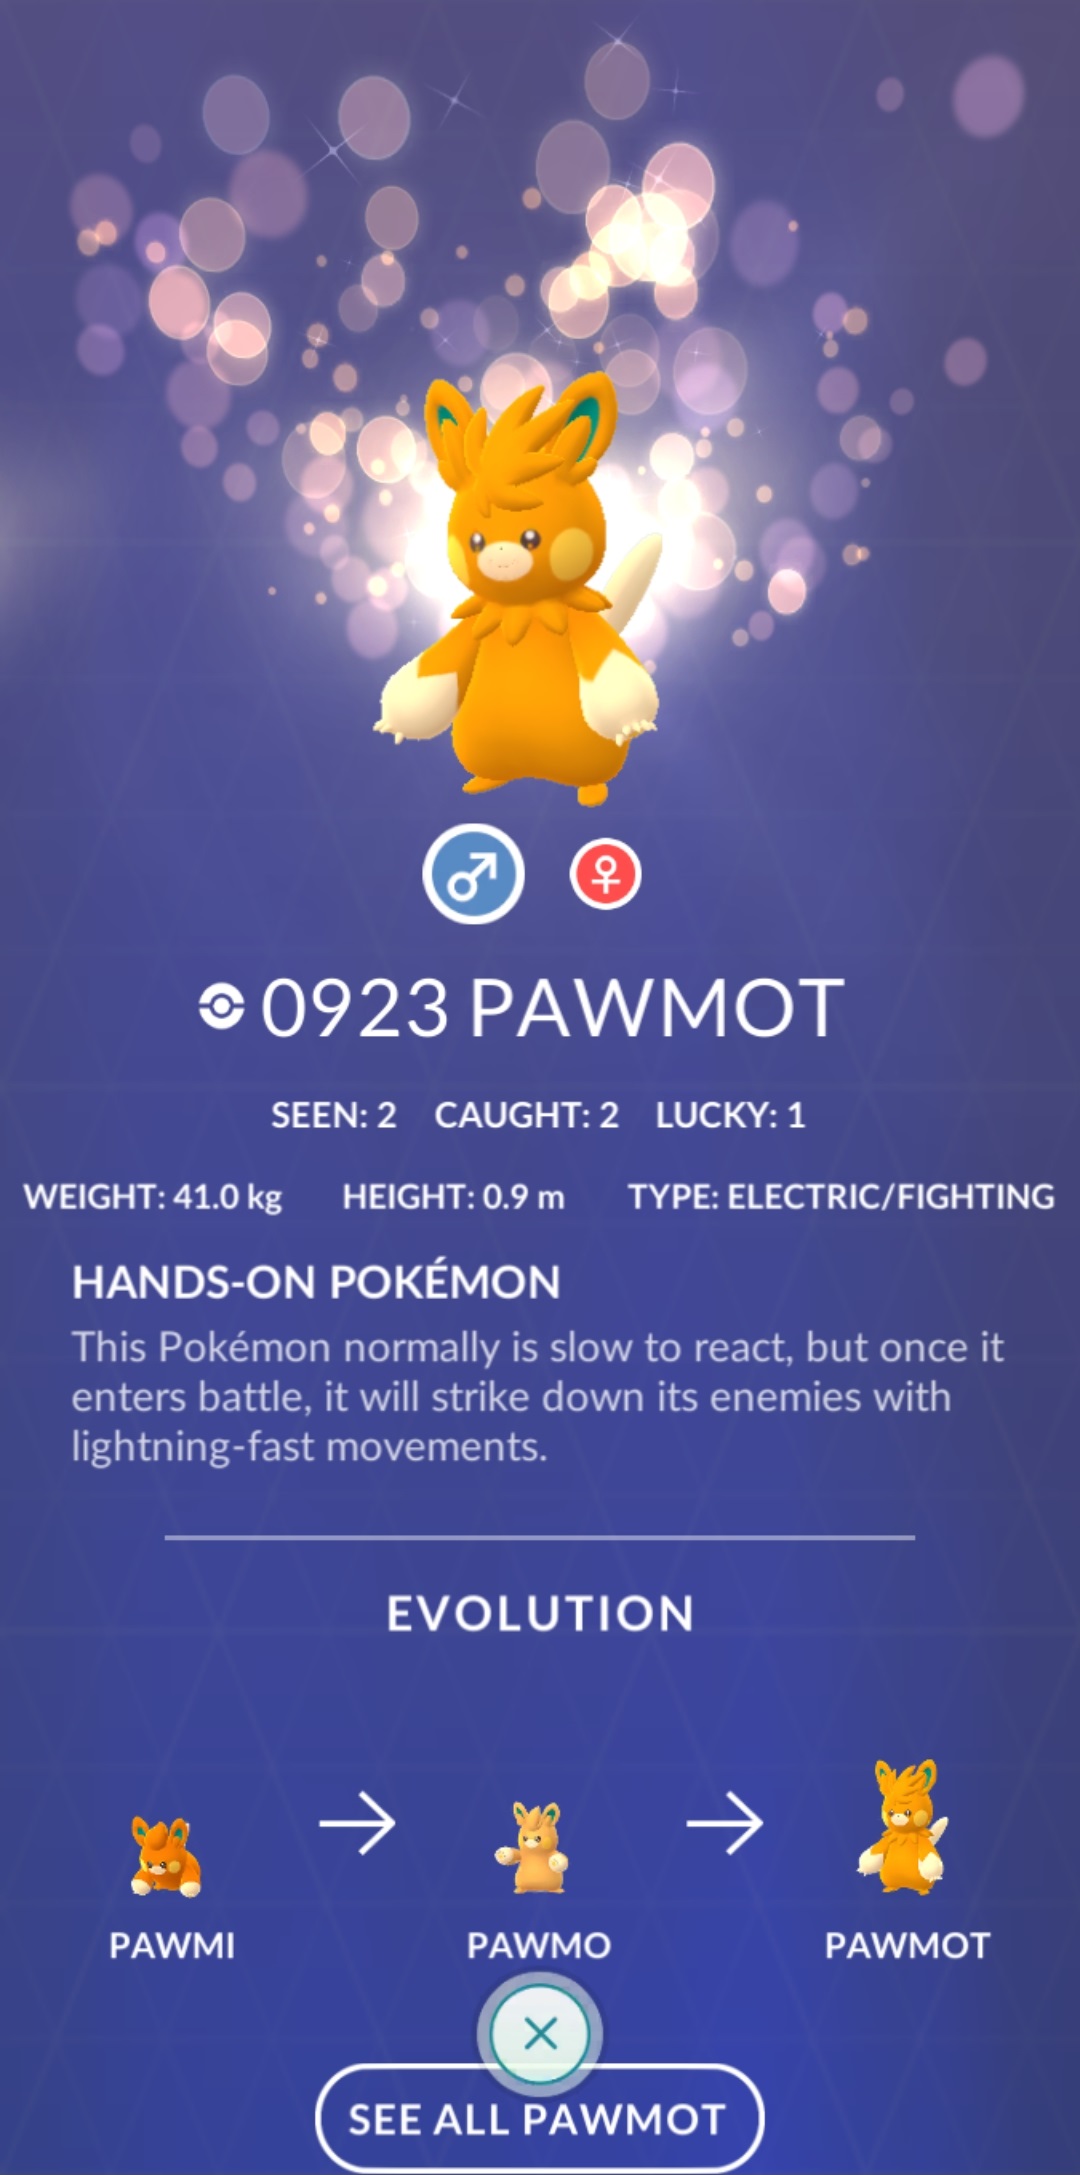 0923 PAWMOT
SEEN: 2 CAUGHT: 2 LUCKY: 1
WEIGHT: 41.0 kg HEIGHT: 0.9 m TYPE: ELECTRIC/FIGHTING
HANDS-ON POKÉMON
This Pokémon normally is slow to react, but once it
enters battle, it will strike down its enemies with
lightning-fast movements.
EVOLUTION
PAWMI PAWMO PAWMOT
SEE ALL PAWMOT